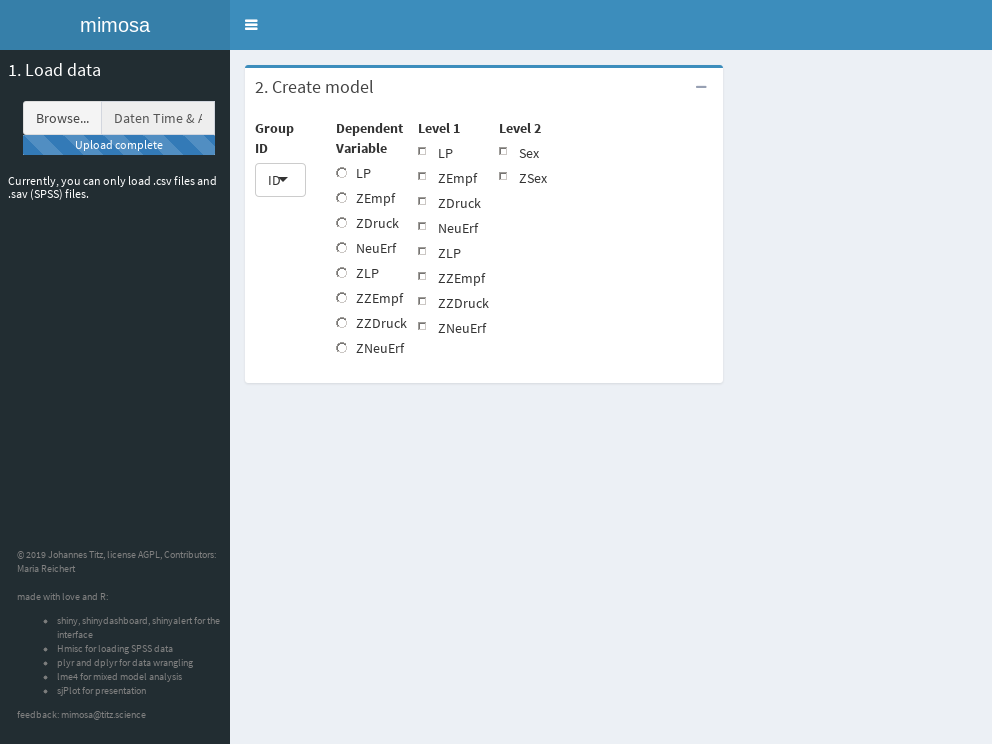 mimosa
1. Load data
Browse...
Daten Time & A
Upload complete
Currently, you can only load .csv files and
.sav (SPSS) files.
© 2019 Johannes Titz, license AGPL, Contributors:
Maria Reichert
made with love and R:
shiny, shinydashboard, shinyalert for the
interface
Hmisc for loading SPSS data
plyr and dplyr for data wrangling
lme4 for mixed model analysis
sjPlot for presentation
feedback: mimosa@titz.science
2. Create model
Group
ID
ID
Dependent
Variable
LP
ZEmpf
ZDruck
NeuErf
ZLP
ZZEmpf
ZZDruck
ZNeuErf
Level 1
LP
ZEmpf
ZDruck
NeuErf
ZLP
ZZEmpf
ZZDruck
ZNeuErf
Level 2
Sex
ZSex